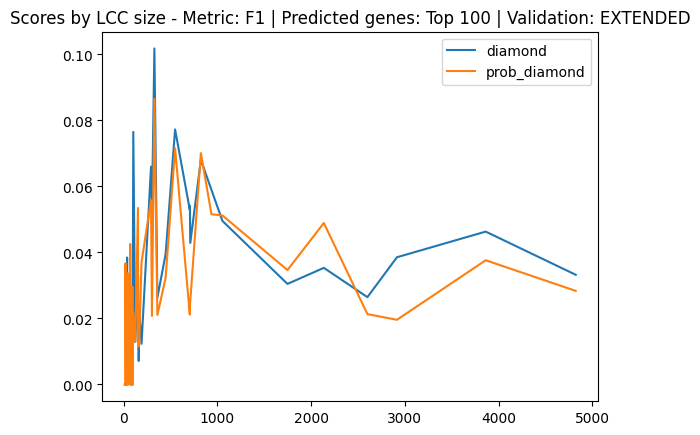 Scores by LCC size - Metric: F1 | Predicted genes: Top 100 | Validation: EXTENDED
diamond
prob_diamond
0.10
0.08
0.06
0.04
0.02
0.00
0 1000 2000 3000 4000 5000